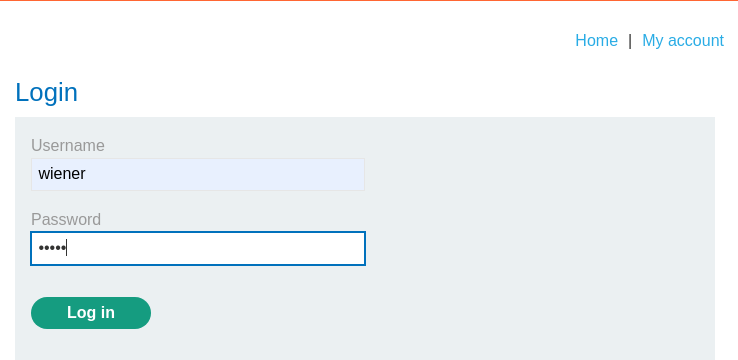 Home | My account
Login
Username
wiener
Password
•••••
Log in